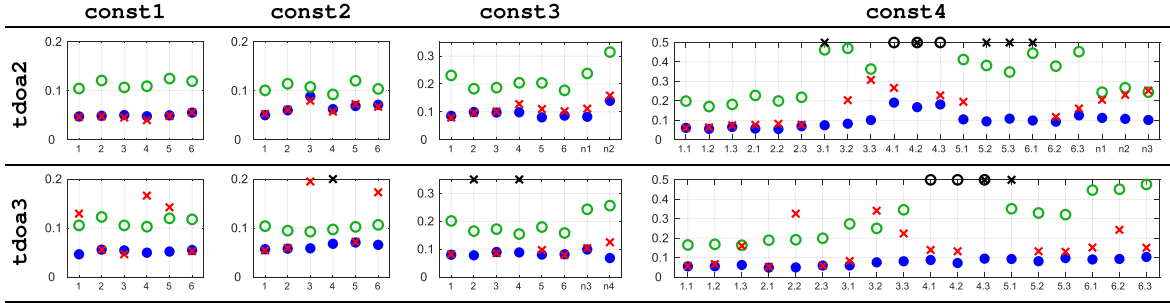 const1 const2 const3 const4
tdoa2
0.2 0.1 0
1 2 3 4 5 6
0.2 0.1 0
1 2 3 4 5 6
0.3 0.2 0.1 0
1 2 3 4 5 6 n1 n2
0.5 0.4 0.3 0.2 0.1 0
1.1 1.2 1.3 2.1 2.2 2.3 3.1 3.2 3.3 4.1 4.2 4.3 5.1 5.2 5.3 6.1 6.2 6.3 n1 n2 n3
tdoa3
0.2 0.1 0
1 2 3 4 5 6
0.2 0.1 0
1 2 3 4 5 6
0.3 0.2 0.1 0
1 2 3 4 5 6 n3 n4
0.5 0.4 0.3 0.2 0.1 0
1.1 1.2 1.3 2.1 2.2 2.3 3.1 3.2 3.3 4.1 4.2 4.3 5.1 5.2 5.3 6.1 6.2 6.3